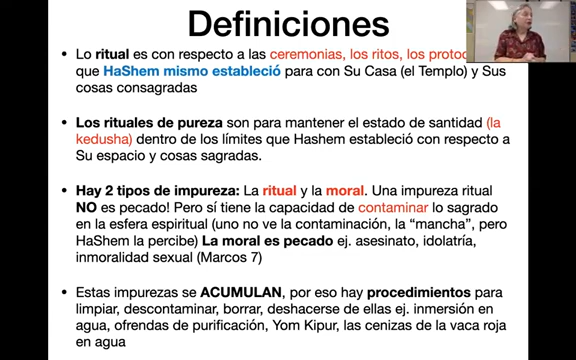 Definiciones
• Lo ritual es con respecto a las ceremonias, los ritos, los
que HaShem mismo estableció para con Su Casa (el Templo) y Sus
cosas consagradas
• Los rituales de pureza son para mantener el estado de santidad (la
kedusha) dentro de los límites que Hashem estableció con respecto a
Su espacio y cosas sagradas.
• Hay 2 tipos de impureza: La ritual y la moral. Una impureza ritual
NO es pecado! Pero sí tiene la capacidad de contaminar lo sagrado
en la esfera espiritual (uno no ve la contaminación, la “mancha”, pero
HaShem la percibe) La moral es pecado ej. asesinato, idolatría,
inmoralidad sexual (Marcos 7)
• Estas impurezas se ACUMULAN, por eso hay procedimientos para
limpiar, descontaminar, borrar, deshacerse de ellas ej. inmersión en
agua, ofrendas de purificación, Yom Kipur, las cenizas de la vaca roja
en agua